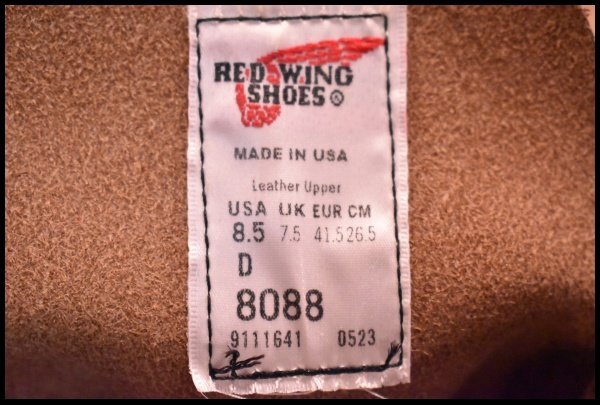 RED WING
SHOES®
MADE IN USA
Leather Upper
USA UK EUR CM
8.5 7.5 41.5 26.5
D
8088
9111641 0523